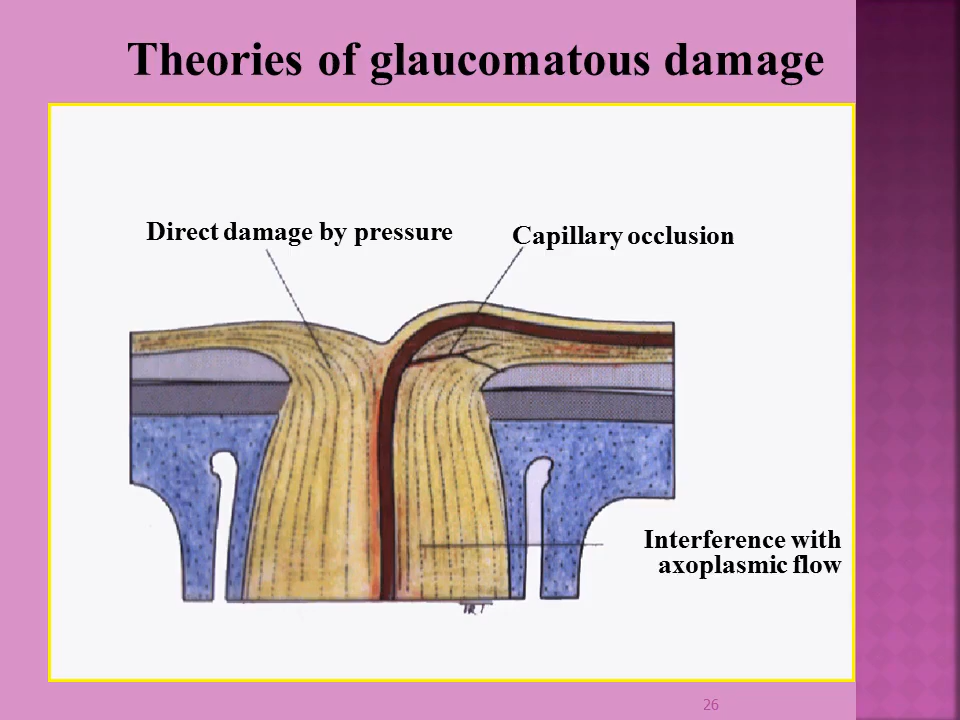 Theories of glaucomatous damage
Direct damage by pressure
Capillary occlusion
Interference with
axoplasmic flow
26